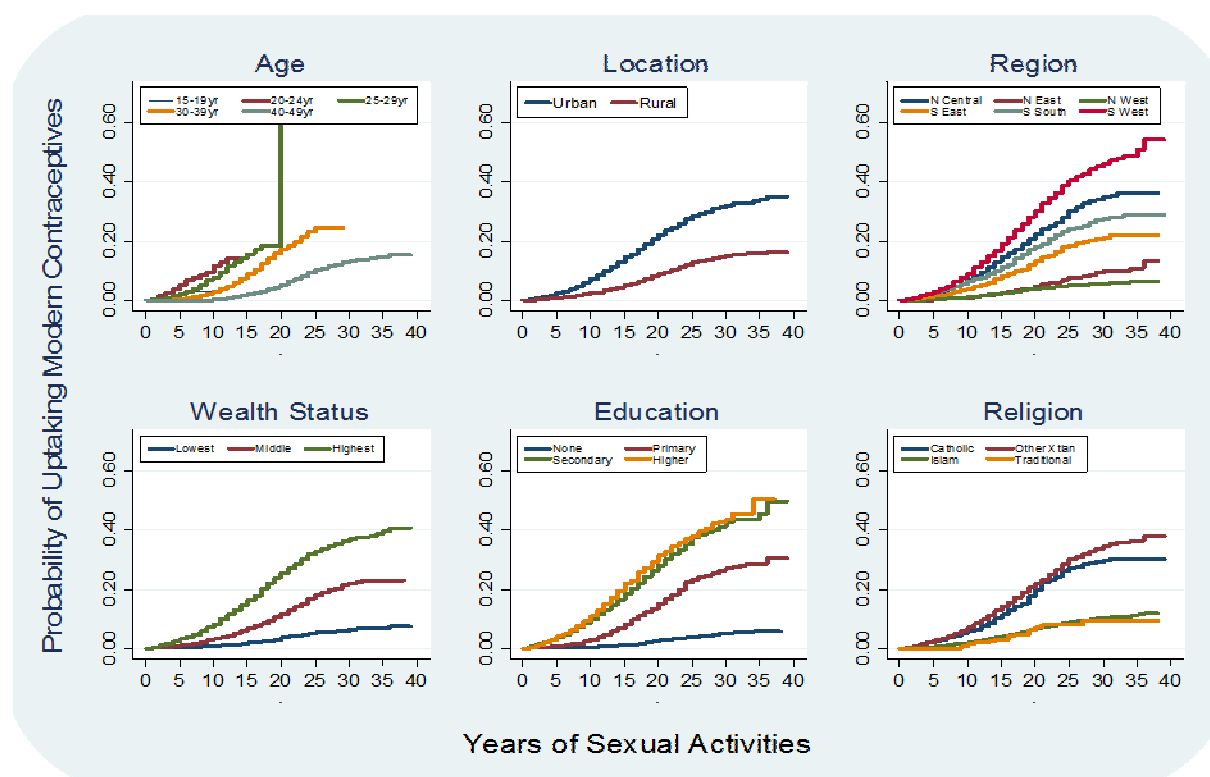 Probability of Uptaking Modern Contraceptives
Age
15-19yr 20-24yr 25-29yr
30-39yr 40-49yr
0.00 0.20 0.40 0.60
0 5 10 15 20 25 30 35 40
.
Location
Urban Rural
0.00 0.20 0.40 0.60
0 5 10 15 20 25 30 35 40
.
Region
N Central N East N West
S East S South S West
0.00 0.20 0.40 0.60
0 5 10 15 20 25 30 35 40
.
Wealth Status
Lowest Middle Highest
0.00 0.20 0.40 0.60
0 5 10 15 20 25 30 35 40
.
Education
None Primary
Secondary Higher
0.00 0.20 0.40 0.60
0 5 10 15 20 25 30 35 40
.
Religion
Catholic Other Xtian
Islam Traditional
0.00 0.20 0.40 0.60
0 5 10 15 20 25 30 35 40
.
Years of Sexual Activities